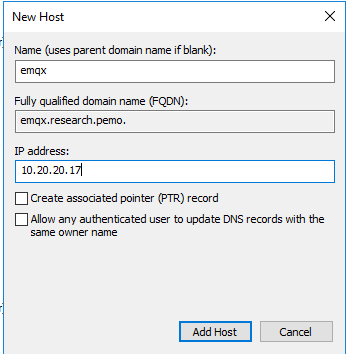 New Host
Name (uses parent domain name if blank):
emqx
Fully qualified domain name (FQDN):
emqx.research.pemo.
IP address:
10.20.20.17
Create associated pointer (PTR) record
Allow any authenticated user to update DNS records with the
same owner name
Add Host
Cancel